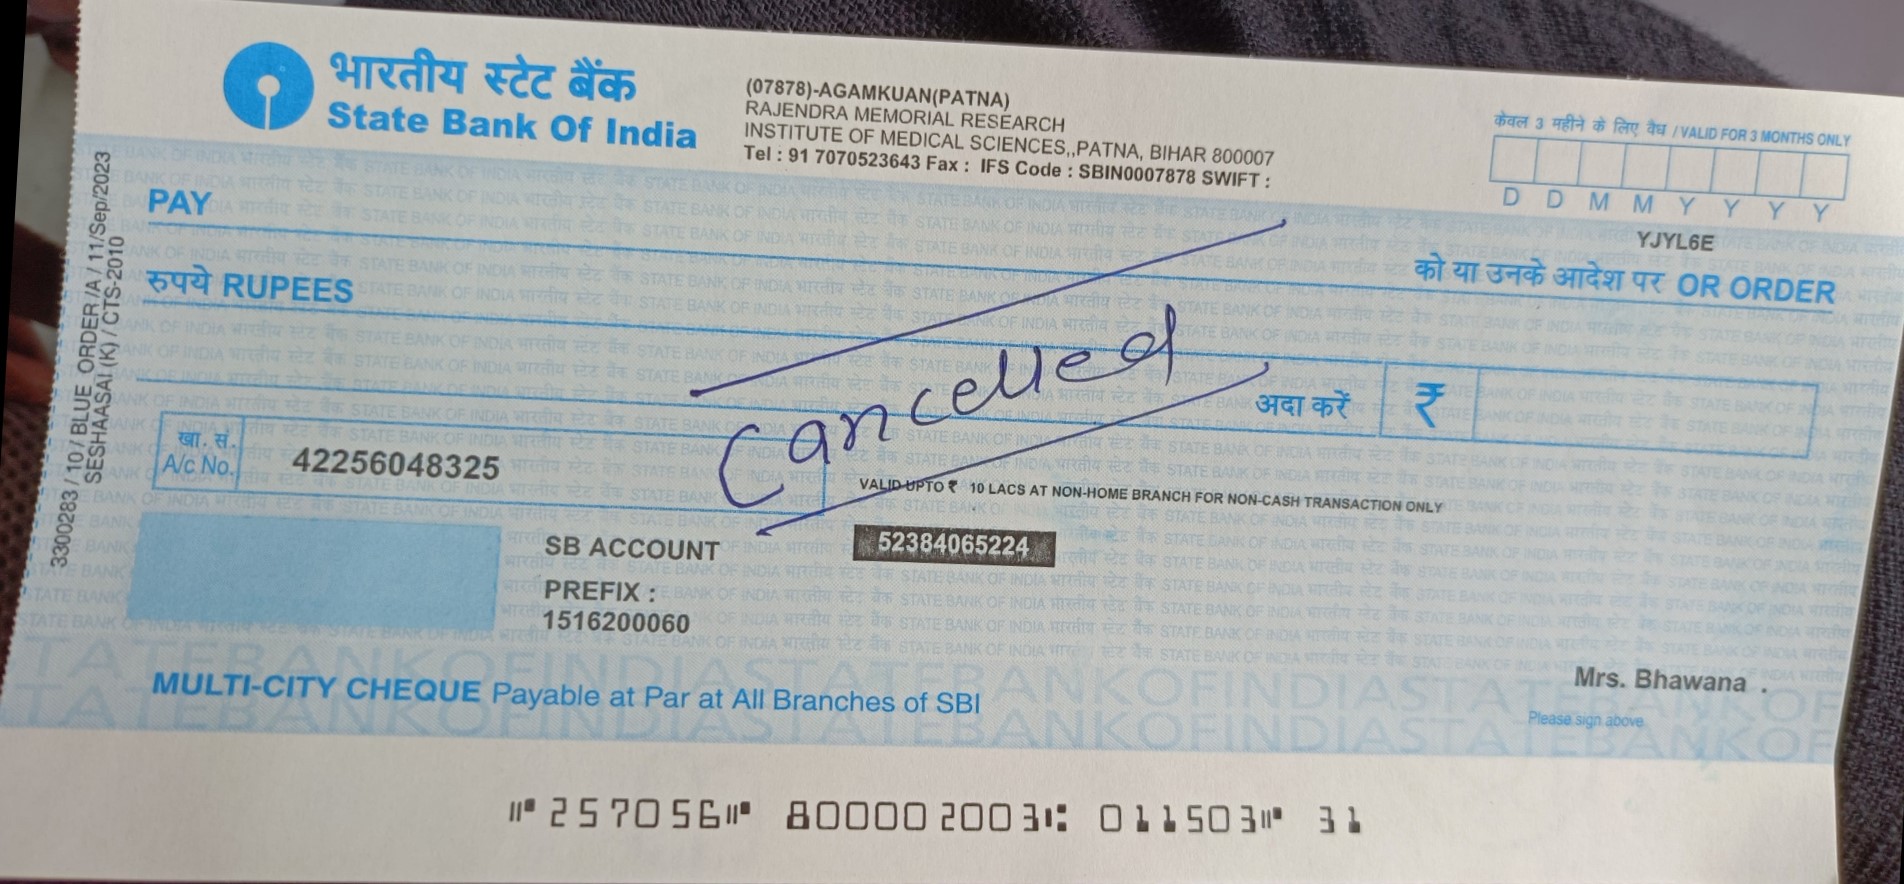 भारतीय स्टेट बैंक
State Bank Of India
(07878)-AGAMKUAN(PATNA)
RAJENDRA MEMORIAL RESEARCH
INSTITUTE OF MEDICAL SCIENCES,,PATNA, BIHAR 800007
Tel : 91 7070523643 Fax : IFS Code : SBIN0007878 SWIFT :
केवल 3 महीने के लिए वैध / VALID FOR 3 MONTHS ONLY
D D M M Y Y Y Y
YJYL6E
PAY
को या उनके आदेश पर OR ORDER
रुपये RUPEES
Cancelled
अदा करें ₹
खा. सं.
A/c No.
42256048325
VALID UPTO ₹ 10 LACS AT NON-HOME BRANCH FOR NON-CASH TRANSACTION ONLY
52384065224
SB ACCOUNT
PREFIX :
1516200060
MULTI-CITY CHEQUE Payable at Par at All Branches of SBI
Mrs. Bhawana .
Please sign above
3300283 / 10 / BLUE ORDER /A / 11/Sep/2023
SESHAASAI (K) / CTS-2010
⑈257056⑈ 800002003⑆ 011503⑈ 31